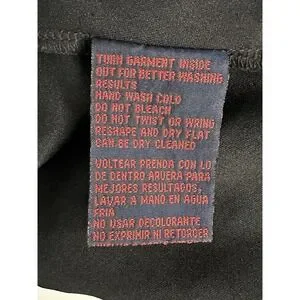 TURN GARMENT INSIDE
OUT FOR BETTER WASHING
RESULTS
HAND WASH COLD
DO NOT BLEACH
DO NOT TWIST OR WRING
RESHAPE AND DRY FLAT
CAN BE DRY CLEANED
VOLTEAR PRENDA CON LO
DE DENTRO AFUERA PARA
MEJORES RESULTADOS,
LAVAR A MANO EN AGUA
FRIA
NO USAR DECOLORANTE
NO EXPRIMIR NI RETORCER